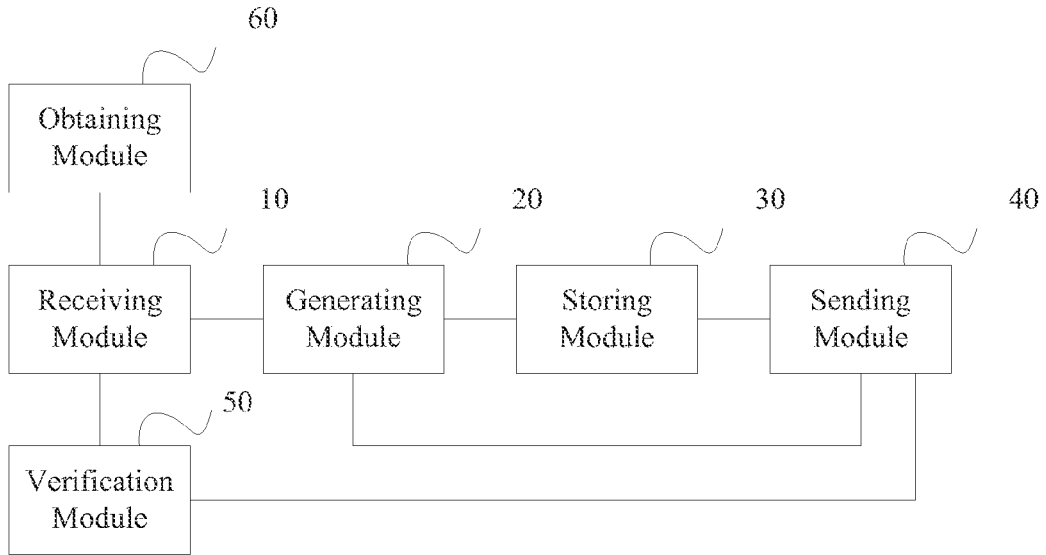 60
Obtaining
Module
10
20
30
40
Receiving
Module
Generating
Module
Storing
Module
Sending
Module
50
Verification
Module